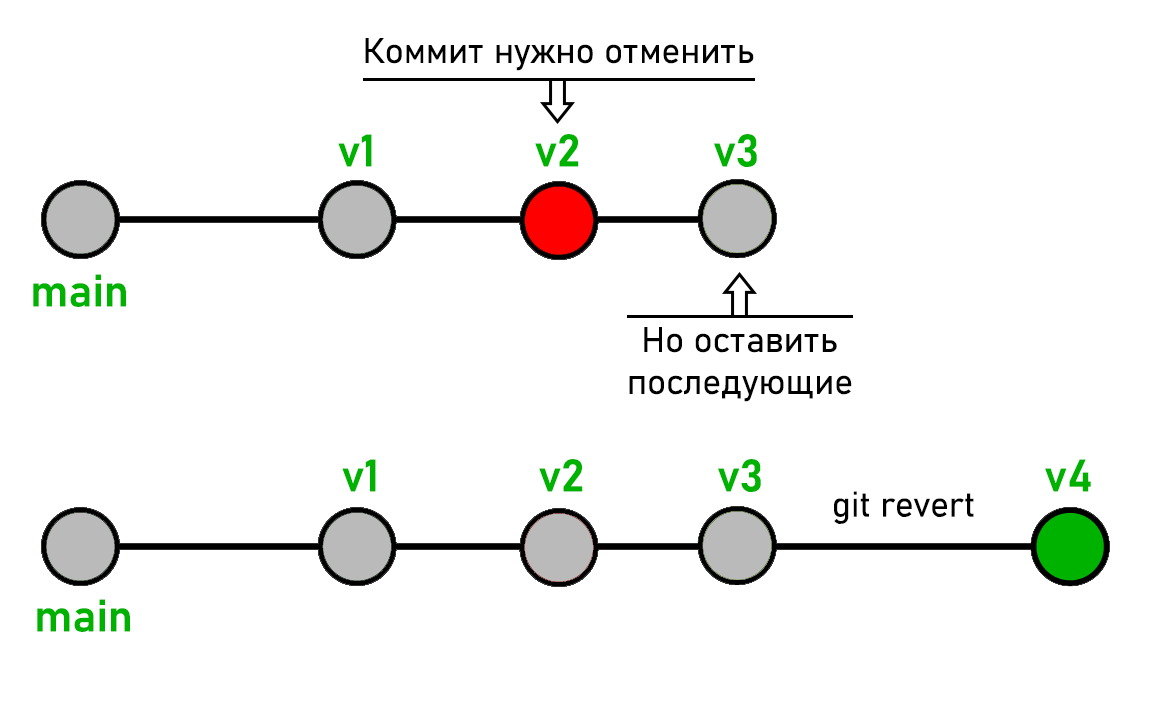 Коммит нужно отменить
v1
v2
v3
main
Но оставить
последующие
v1
v2
v3
git revert
v4
main